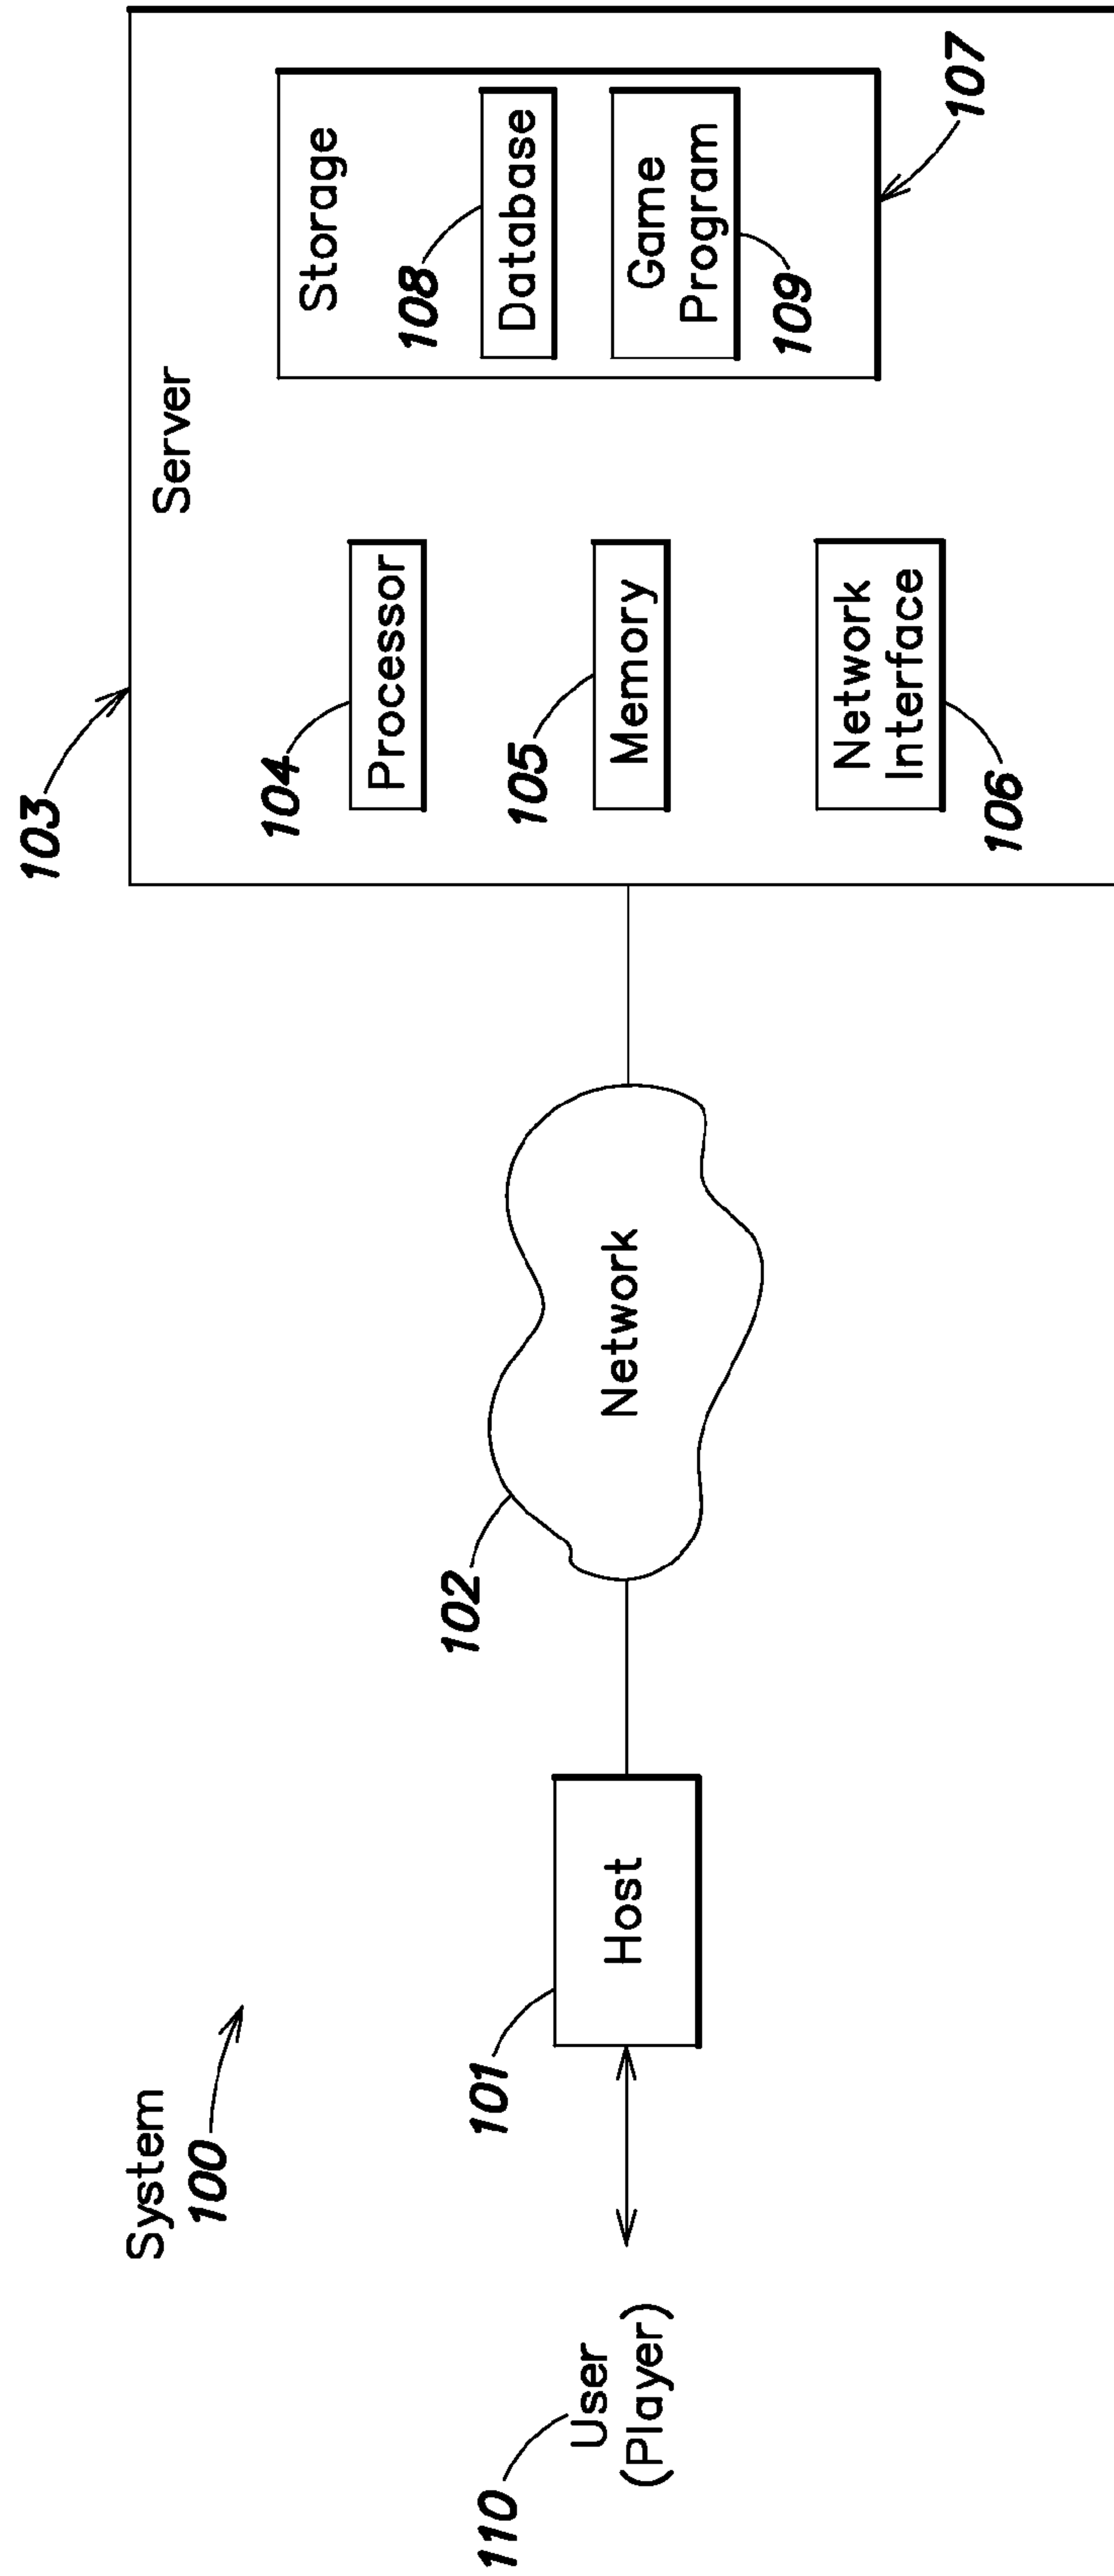 System
100
110
User
(Player)
101
Host
102
Network
103
Server
104
Processor
105
Memory
106
Network
Interface
Storage
107
108
Database
Game
Program
109